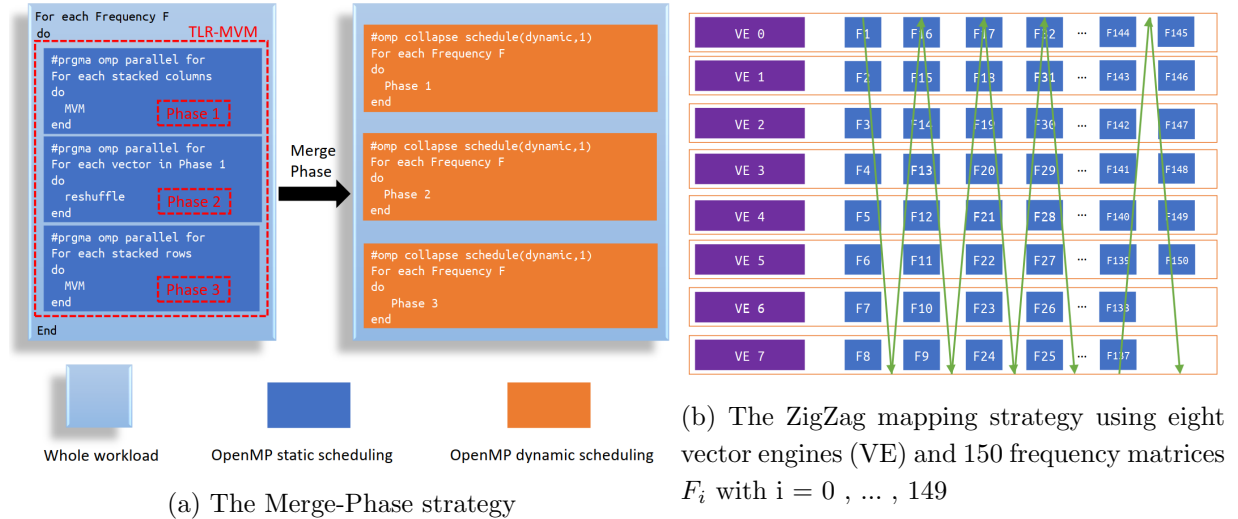 For each Frequency F
do
TLR-MVM
#prgma omp parallel for
For each stacked columns
do
MVM
end
Phase 1
#prgma omp parallel for
For each vector in Phase 1
do
reshuffle
end
Phase 2
#prgma omp parallel for
For each stacked rows
do
MVM
end
Phase 3
End
Merge
Phase
#omp collapse schedule(dynamic,1)
For each Frequency F
do
Phase 1
end
#omp collapse schedule(dynamic,1)
For each Frequency F
do
Phase 2
end
#omp collapse schedule(dynamic,1)
For each Frequency F
do
Phase 3
end
Whole workload
OpenMP static scheduling
OpenMP dynamic scheduling
(a) The Merge-Phase strategy
VE 0 F1 F16 F17 F32 ... F144 F145
VE 1 F2 F15 F18 F31 ... F143 F146
VE 2 F3 F14 F19 F30 ... F142 F147
VE 3 F4 F13 F20 F29 ... F141 F148
VE 4 F5 F12 F21 F28 ... F140 F149
VE 5 F6 F11 F22 F27 ... F139 F150
VE 6 F7 F10 F23 F26 ... F138
VE 7 F8 F9 F24 F25 ... F137
(b) The ZigZag mapping strategy using eight
vector engines (VE) and 150 frequency matrices
F_i with i = 0 , ... , 149